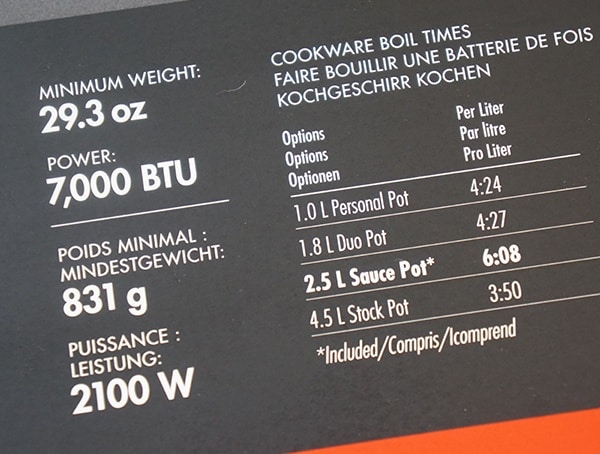 MINIMUM WEIGHT:
29.3 oz
POWER:
7,000 BTU
POIDS MINIMAL :
MINDESTGEWICHT:
831 g
PUISSANCE :
LEISTUNG:
2100 W
COOKWARE BOIL TIMES
FAIRE BOUILLIR UNE BATTERIE DE FOIS
KOCHGESCHIRR KOCHEN
Options Per Liter
Options Par litre
Optionen Pro Liter
1.0 L Personal Pot 4:24
1.8 L Duo Pot 4:27
2.5 L Sauce Pot* 6:08
4.5 L Stock Pot 3:50
*Included/Compris/Icomprend